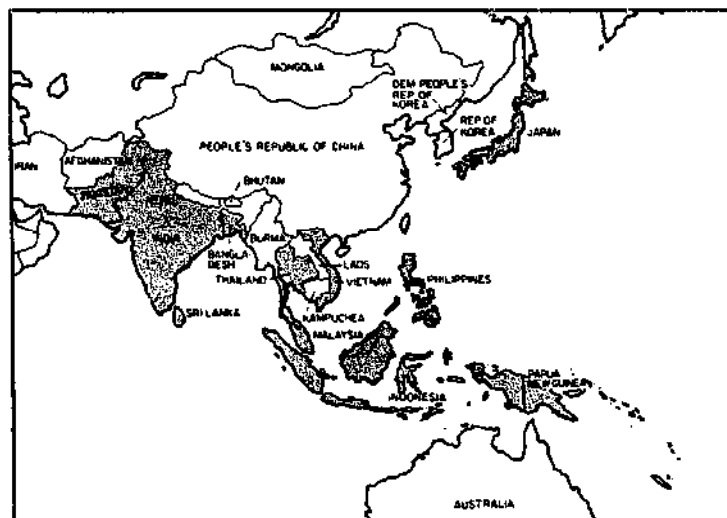 MONGOLIA
DEM PEOPLE'S
REP OF
KOREA
REP OF
KOREA
JAPAN
PEOPLE'S REPUBLIC OF CHINA
IRAN
AFGHANISTAN
BHUTAN
INDIA
BURMA
BANGLA
DESH
LAOS
THAILAND
VIETNAM
PHILIPPINES
SRI LANKA
KAMPUCHEA
MALAYSIA
PAPUA
NEW GUINEA
INDONESIA
AUSTRALIA